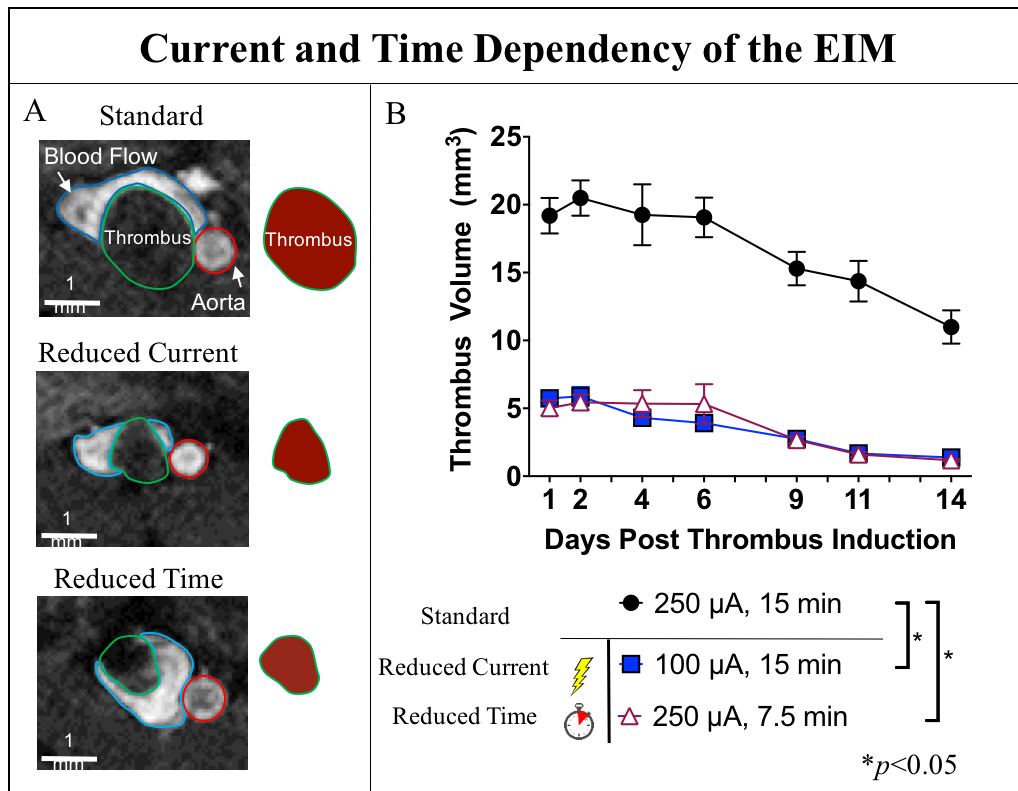 Current and Time Dependency of the EIM
A
Standard
Blood Flow
Thrombus
Thrombus
Aorta
1
mm
Reduced Current
1
mm
Reduced Time
1
mm
B
Thrombus Volume (mm³)
25
20
15
10
5
0
1 2 4 6 9 11 14
Days Post Thrombus Induction
Standard
250 µA, 15 min
Reduced Current
100 µA, 15 min
Reduced Time
250 µA, 7.5 min
*
*
*p<0.05